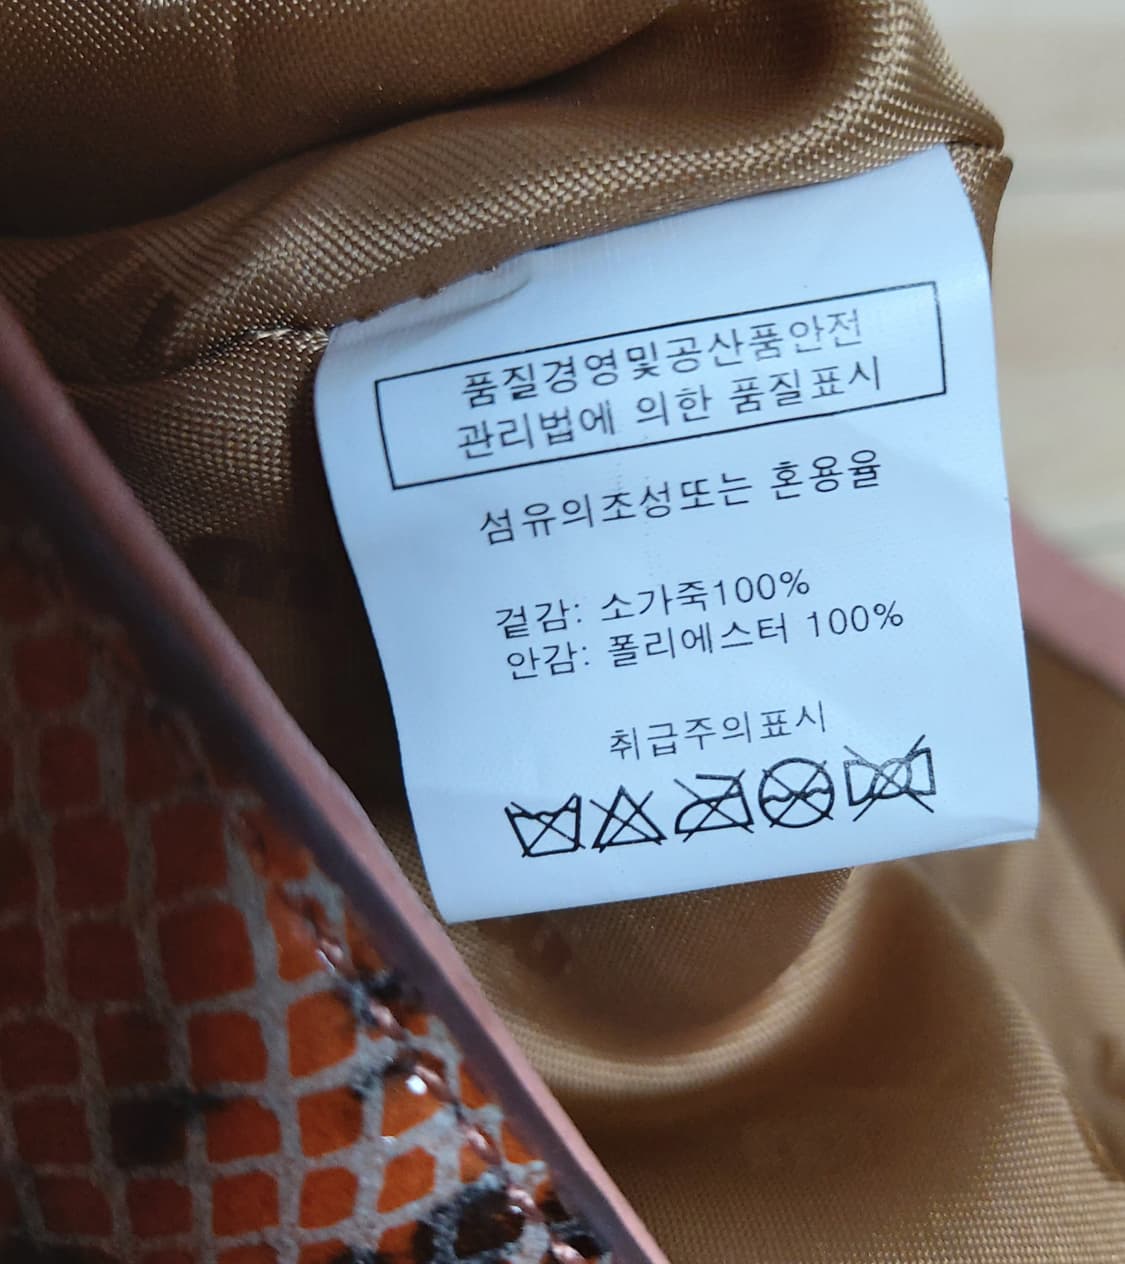 품질경영및공산품안전
관리법에 의한 품질표시
섬유의조성또는 혼용율
겉감: 소가죽100%
안감: 폴리에스터 100%
취급주의표시